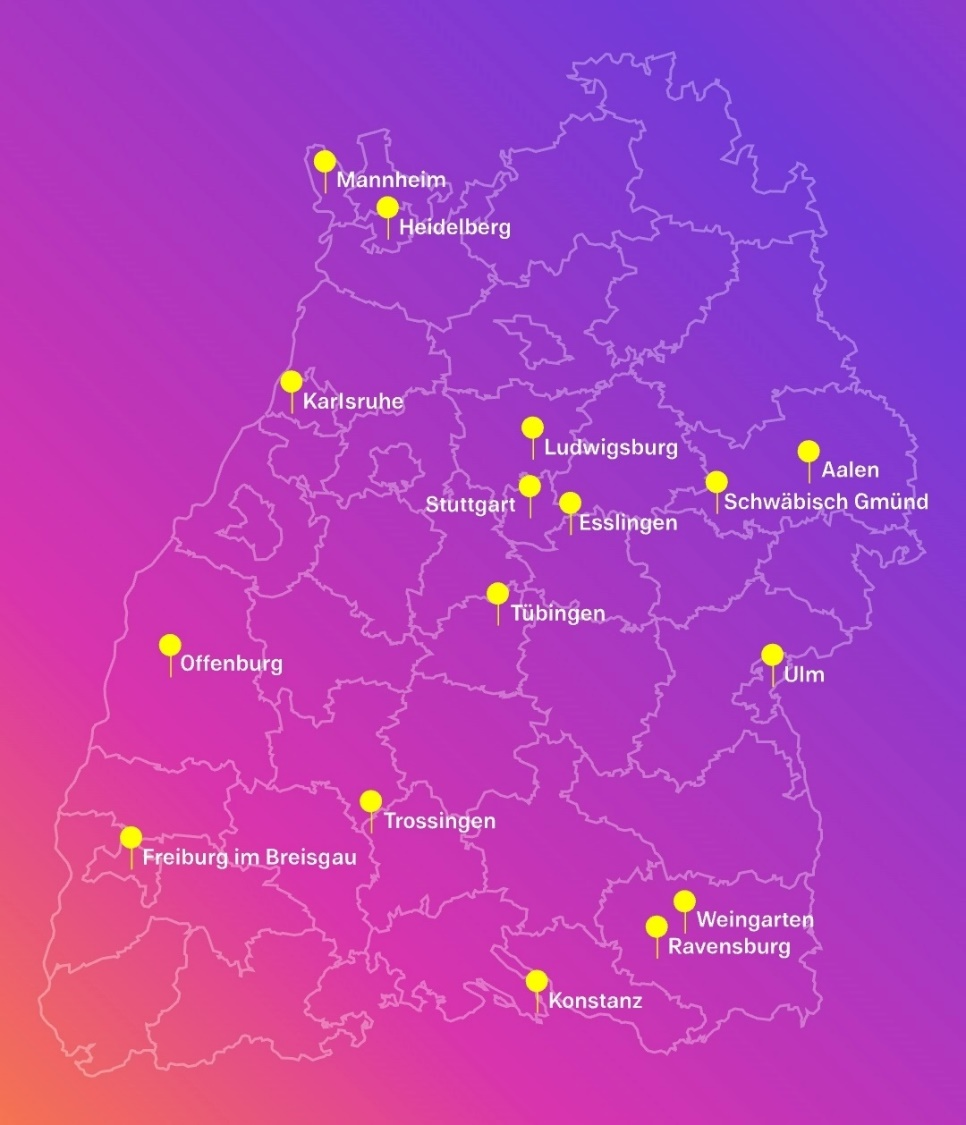 Mannheim
Heidelberg
Karlsruhe
Ludwigsburg
Aalen
Schwäbisch Gmünd
Stuttgart
Esslingen
Tübingen
Offenburg
Ulm
Trossingen
Freiburg im Breisgau
Weingarten
Ravensburg
Konstanz